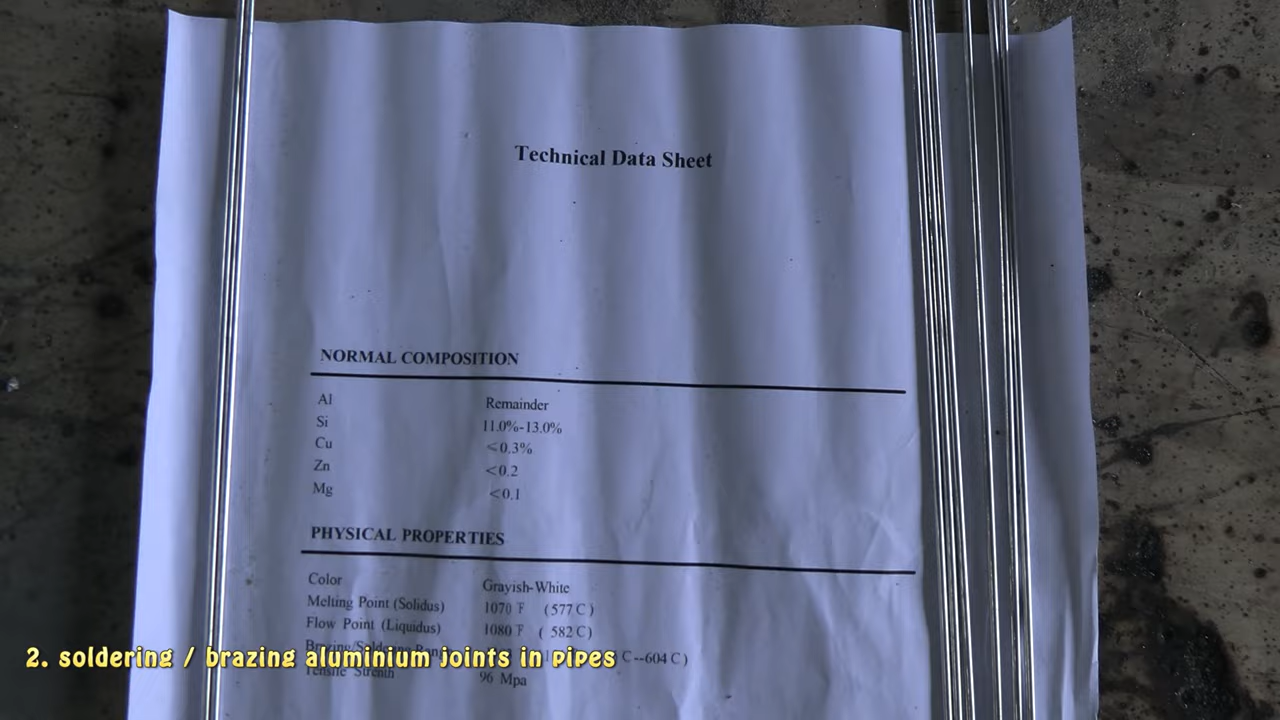 Technical Data Sheet
NORMAL COMPOSITION
Al Remainder
Si 11.0%-13.0%
Cu <0.3%
Zn <0.2
Mg <0.1
PHYSICAL PROPERTIES
Color Grayish-White
Melting Point (Solidus) 1070 F (577 C)
Flow Point (Liquidus) 1080 F ( 582 C)
C--604 C)
Tensile Strenth 96 Mpa
2. soldering / brazing aluminium joints in pipes